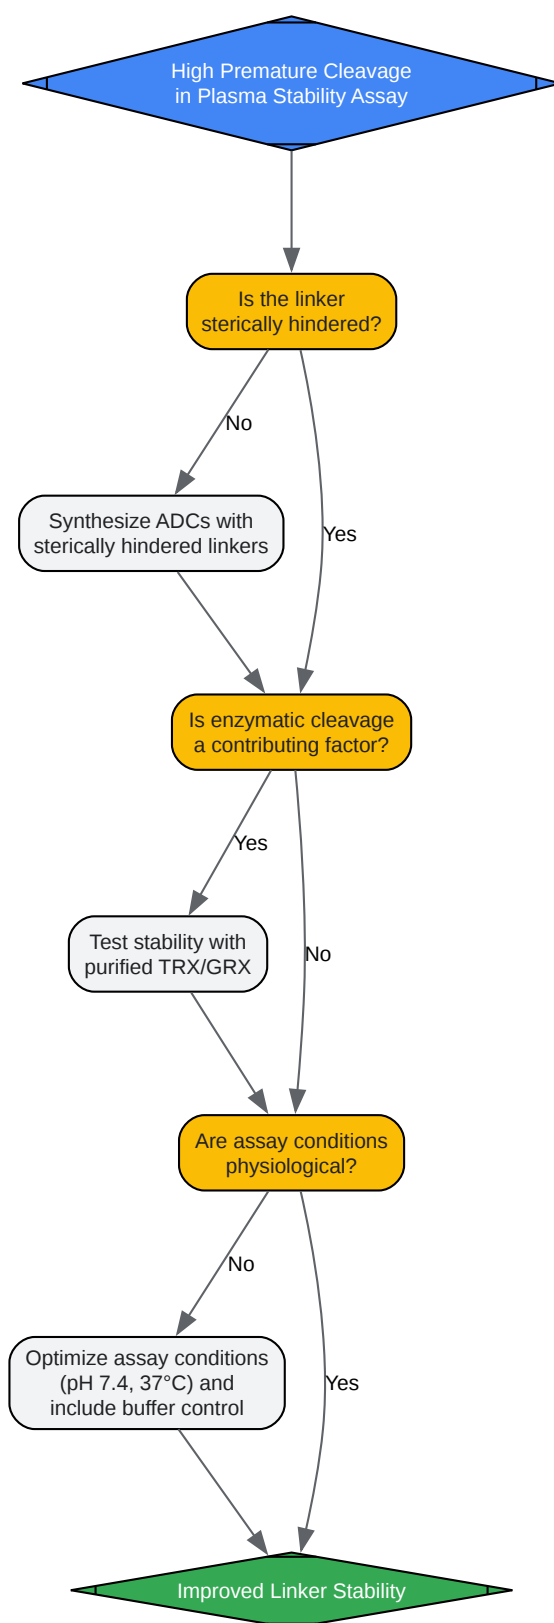 High Premature Cleavage
in Plasma Stability Assay
Is the linker
sterically hindered?
No
Synthesize ADCs with
sterically hindered linkers
Yes
Is enzymatic cleavage
a contributing factor?
Yes
Test stability with
purified TRX/GRX
No
Are assay conditions
physiological?
No
Optimize assay conditions
(pH 7.4, 37°C) and
include buffer control
Yes
Improved Linker Stability